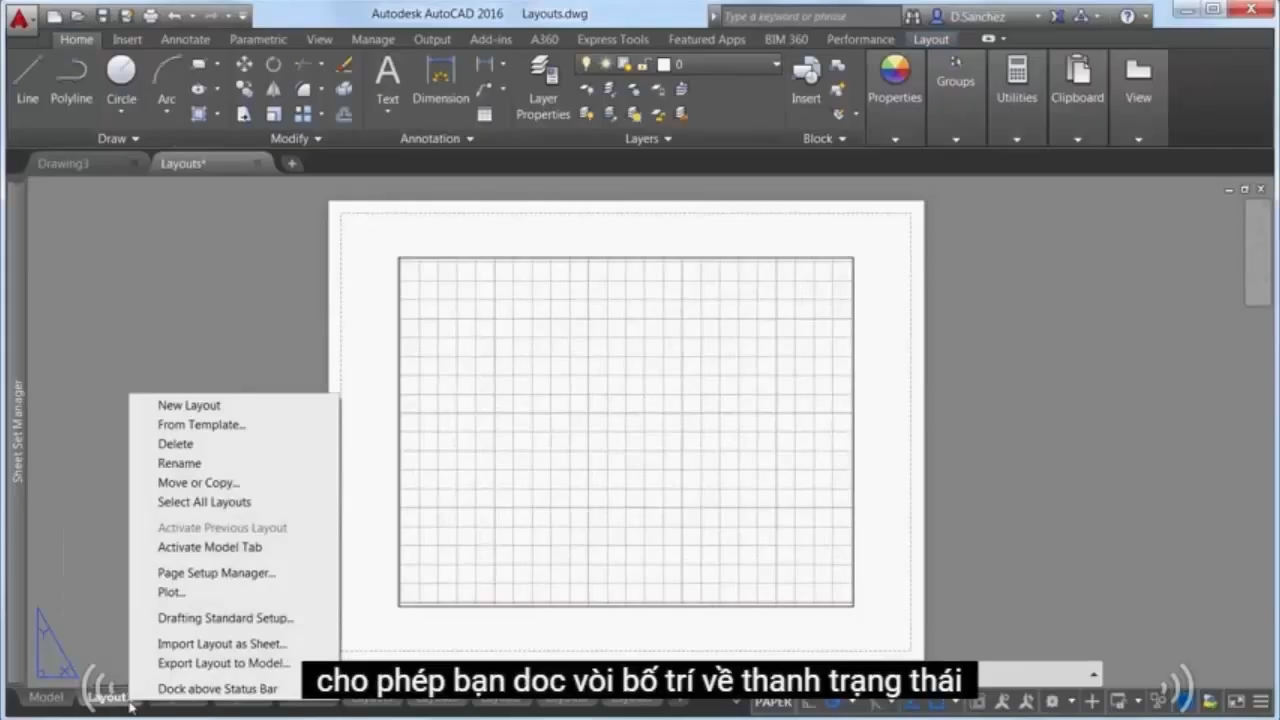 Autodesk AutoCAD 2016 Layouts.dwg
Type a keyword or phrase
D.Sanchez
Home Insert Annotate Parametric View Manage Output Add-ins A360 Express Tools Featured Apps BIM 360 Performance Layout
0
Line Polyline Circle Arc
Text Dimension
Layer
Properties
Insert
Properties Groups Utilities Clipboard View
Draw Modify Annotation Layers Block
Drawing3 Layouts*
Sheet Set Manager
New Layout
From Template...
Delete
Rename
Move or Copy...
Select All Layouts
Activate Previous Layout
Activate Model Tab
Page Setup Manager...
Plot...
Drafting Standard Setup...
Import Layout as Sheet...
Export Layout to Model...
Dock above Status Bar
Y
X
cho phép bạn doc vòi bố trí về thanh trạng thái
Model Layout
PAPER